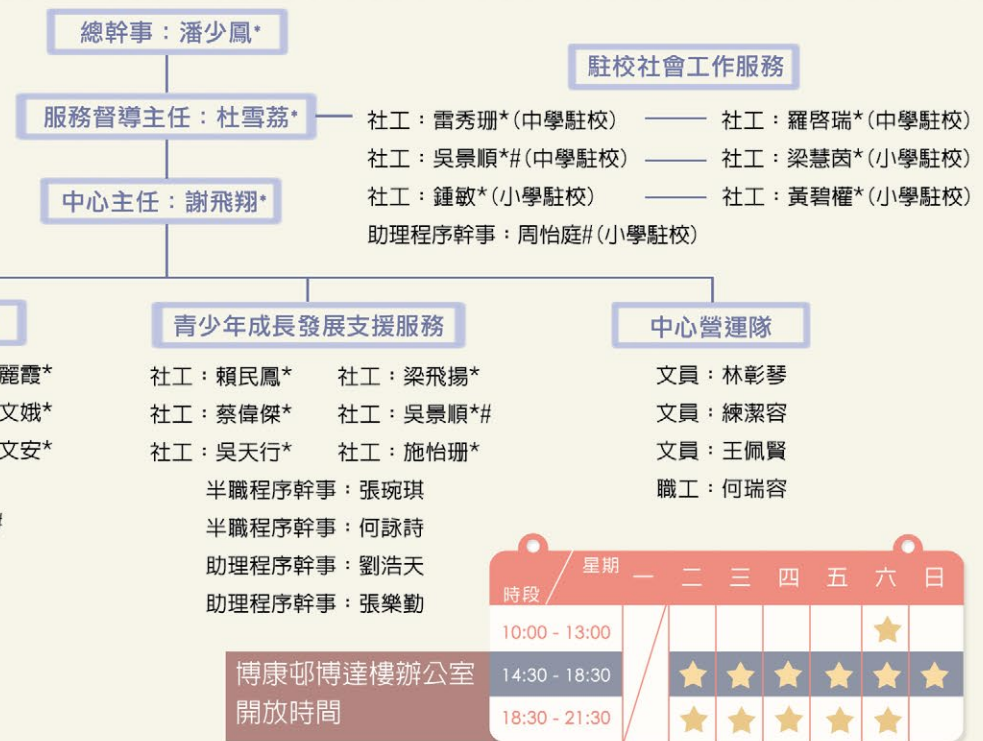 總幹事：潘少鳳*
服務督導主任：杜雪荔*
中心主任：謝飛翔*
駐校社會工作服務
社工：雷秀珊*(中學駐校) 社工：羅啓瑞*(中學駐校)
社工：吳景順*#(中學駐校) 社工：梁慧茵*(小學駐校)
社工：鍾敏*(小學駐校) 社工：黃碧權*(小學駐校)
助理程序幹事：周怡庭#(小學駐校)
麗霞*
文娥*
文安*
青少年成長發展支援服務
社工：賴民鳳* 社工：梁飛揚*
社工：蔡偉傑* 社工：吳景順*#
社工：吳天行* 社工：施怡珊*
半職程序幹事：張琬琪
半職程序幹事：何詠詩
助理程序幹事：劉浩天
助理程序幹事：張樂勤
中心營運隊
文員：林彰琴
文員：練潔容
文員：王佩賢
職工：何瑞容
博康邨博達樓辦公室
開放時間
時段 星期 一 二 三 四 五 六 日
10:00 - 13:00
14:30 - 18:30
18:30 - 21:30